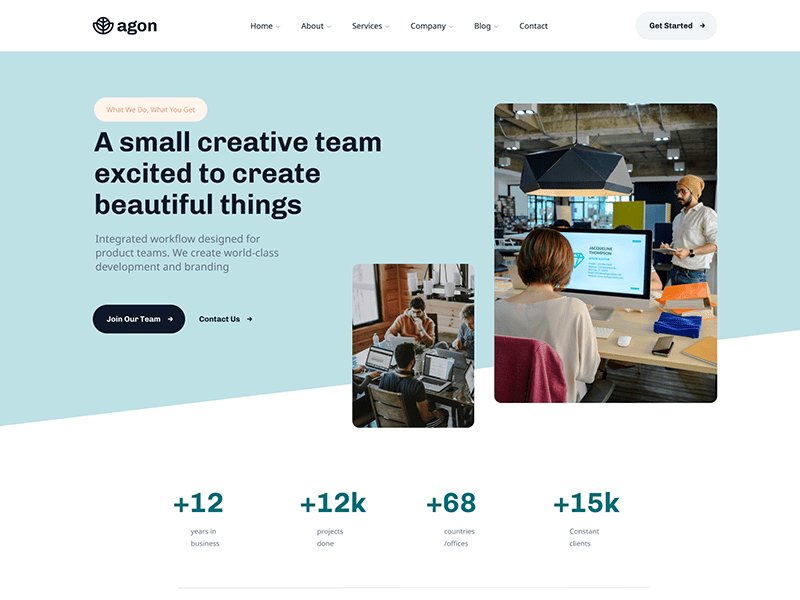 agon
Home
About
Services
Company
Blog
Contact
Get Started
What We Do, What You Get
A small creative team
excited to create
beautiful things
Integrated workflow designed for
product teams. We create world-class
development and branding
Join Our Team
Contact Us
JACQUELINE
THOMPSON
+12
years in
business
+12k
projects
done
+68
countries
/offices
+15k
Constant
clients